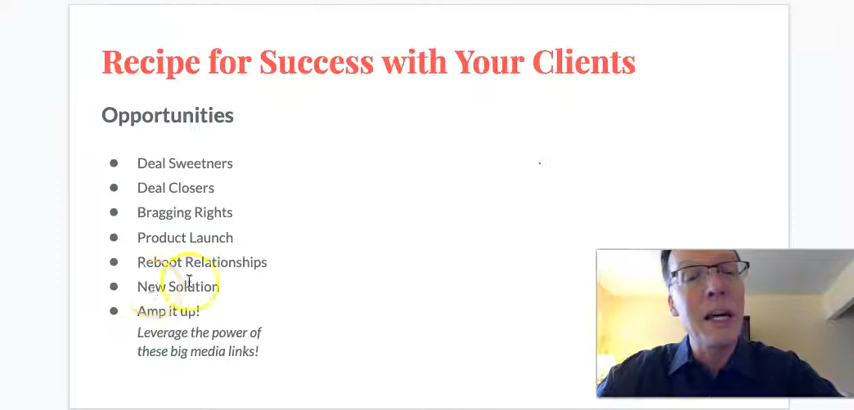 Recipe for Success with Your Clients
Opportunities
Deal Sweetners
Deal Closers
Bragging Rights
Product Launch
Reboot Relationships
New Solution
Amp it up!
Leverage the power of
these big media links!